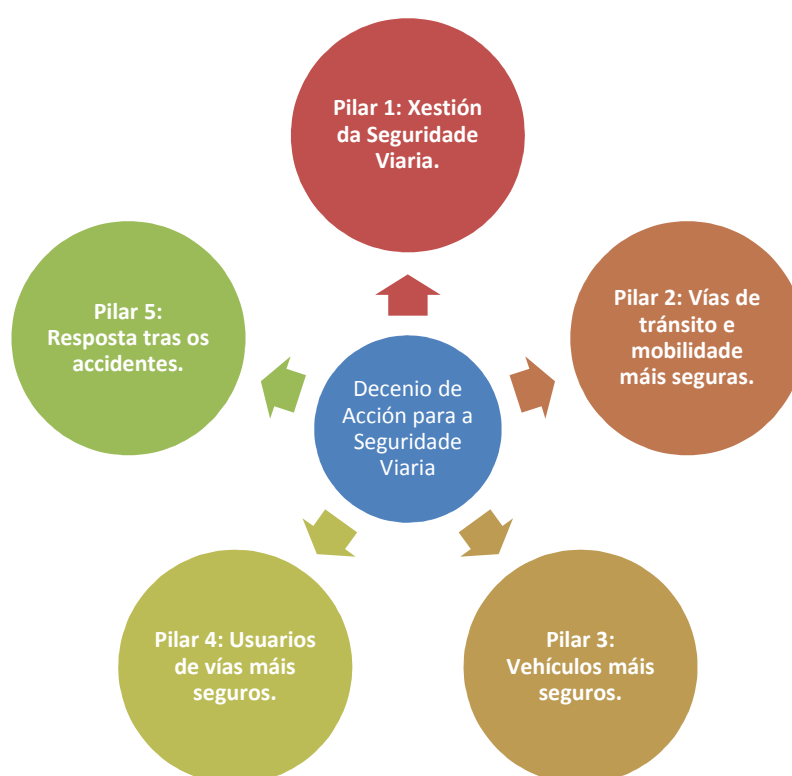 Pilar 1: Xestión
da Seguridade
Viaria.
Pilar 2: Vías de
tránsito e
mobilidade
máis seguras.
Pilar 3:
Vehículos máis
seguros.
Pilar 4: Usuarios
de vías máis
seguros.
Pilar 5:
Resposta tras os
accidentes.
Decenio de
Acción para a
Seguridade
Viaria